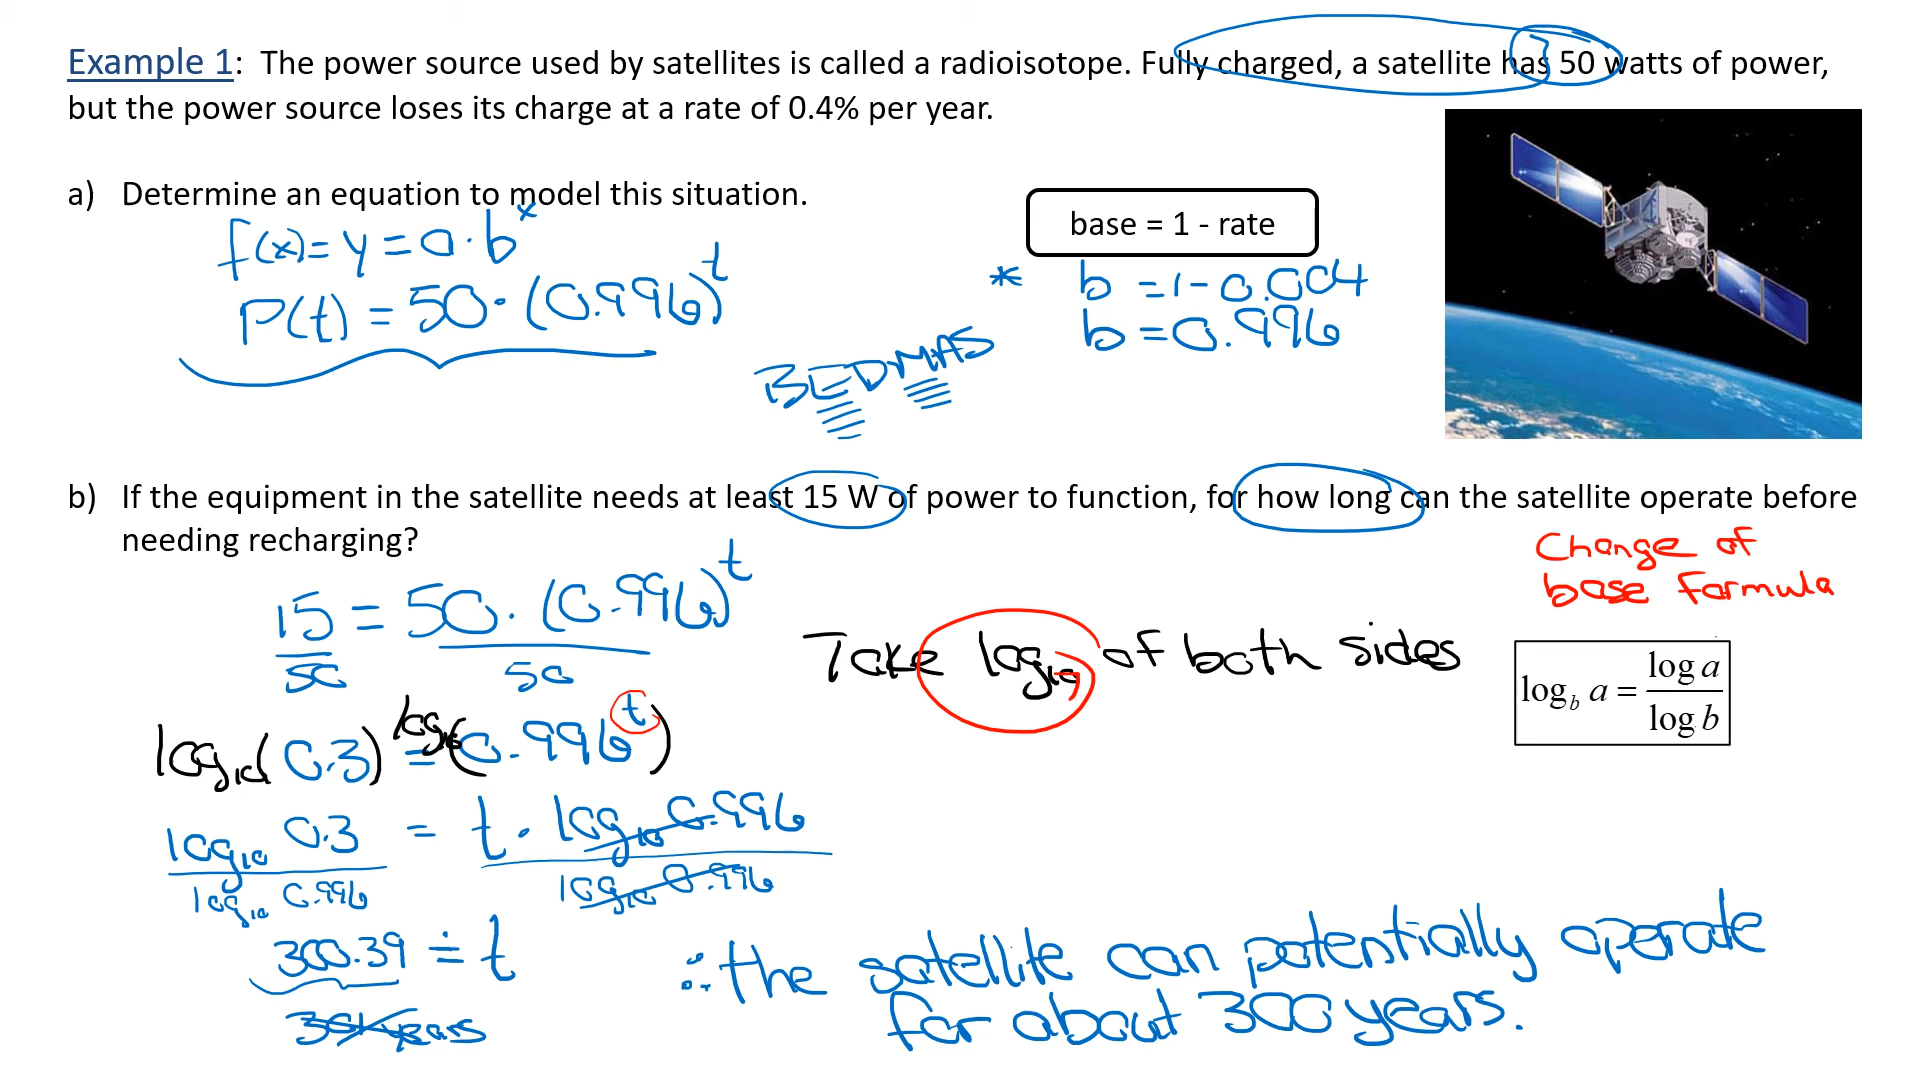 Example 1: The power source used by satellites is called a radioisotope. Fully charged, a satellite has 50 watts of power,
but the power source loses its charge at a rate of 0.4% per year.
a) Determine an equation to model this situation.
base = 1 - rate
f(x) = y = a · b^x
P(t) = 50 · (0.996)^t
* b = 1 - 0.004
b = 0.996
BEDMAS
b) If the equipment in the satellite needs at least 15 W of power to function, for how long can the satellite operate before
needing recharging?
Change of
base formula
15 = 50 · (0.996)^t
50 50
Take log₁₀ of both sides
log_b a = log a / log b
log₁₀(0.3) = log₁₀(0.996^t)
log₁₀ 0.3 = t · log₁₀ 0.996
log₁₀ 0.996 log₁₀ 0.996
300.39 ≐ t
301 years
∴ the satellite can potentially operate
for about 300 years.